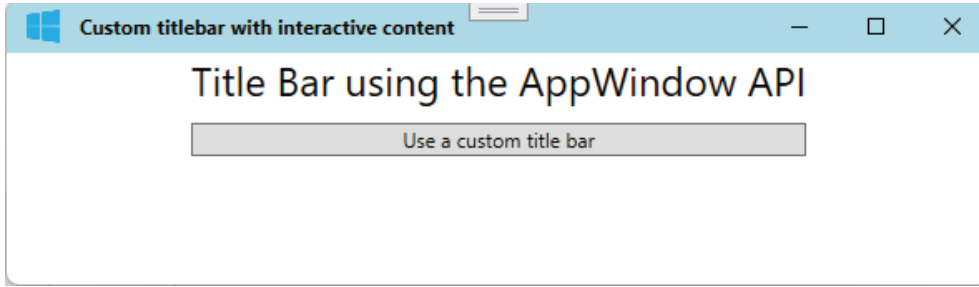 Custom titlebar with interactive content
Title Bar using the AppWindow API
Use a custom title bar